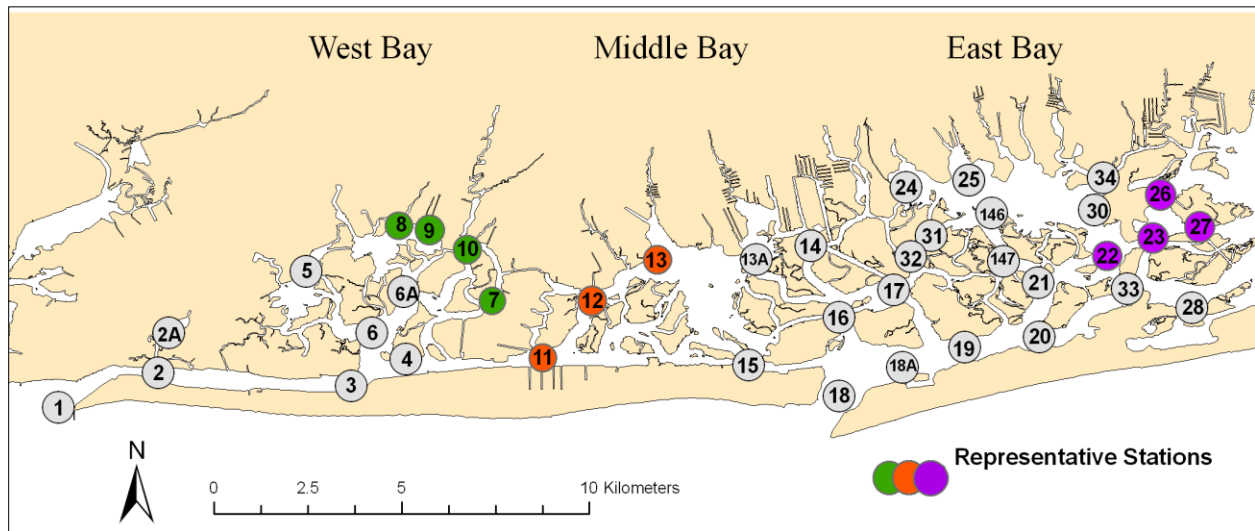 West Bay Middle Bay East Bay
34
24 25 26
8 9 146 30 27
10 31 23
13 13A 14 32 147 22
5
6A 7 12 17 21 33 28
16
2A 6 20
11 15 19
2 4 18A
3 18
1
N
Representative Stations
0 2.5 5 10 Kilometers